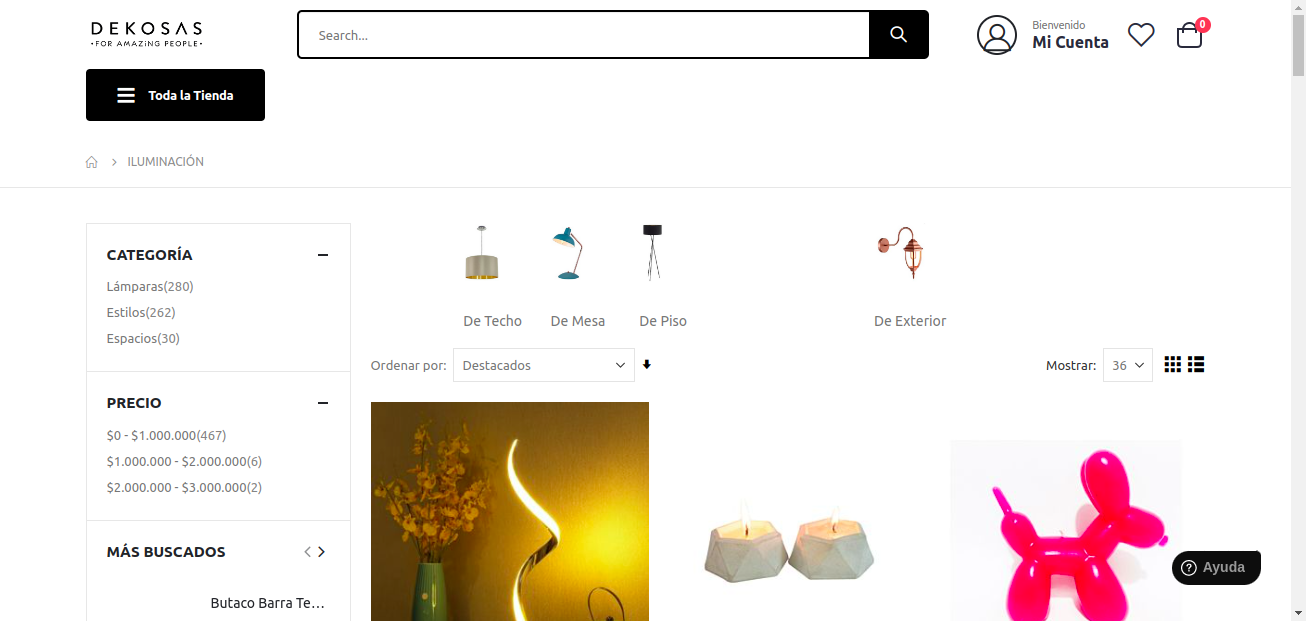 DEKOSAS
•FOR AMAZiNG PEOPLE•
Search...
Bienvenido
Mi Cuenta
0
Toda la Tienda
ILUMINACIÓN
CATEGORÍA
Lámparas(280)
Estilos(262)
Espacios(30)
PRECIO
$0 - $1.000.000(467)
$1.000.000 - $2.000.000(6)
$2.000.000 - $3.000.000(2)
MÁS BUSCADOS
Butaco Barra Te...
De Techo
De Mesa
De Piso
De Exterior
Ordenar por:
Destacados
Mostrar:
36
Ayuda